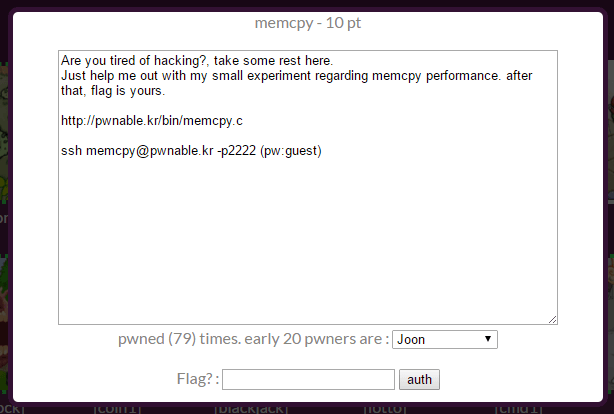 memcpy - 10 pt
Are you tired of hacking?, take some rest here.
Just help me out with my small experiment regarding memcpy performance. after
that, flag is yours.
http://pwnable.kr/bin/memcpy.c
ssh memcpy@pwnable.kr -p2222 (pw:guest)
pwned (79) times. early 20 pwners are : Joon
Flag? : auth
[coin1] [blackjack] [lotto] [cmd1]